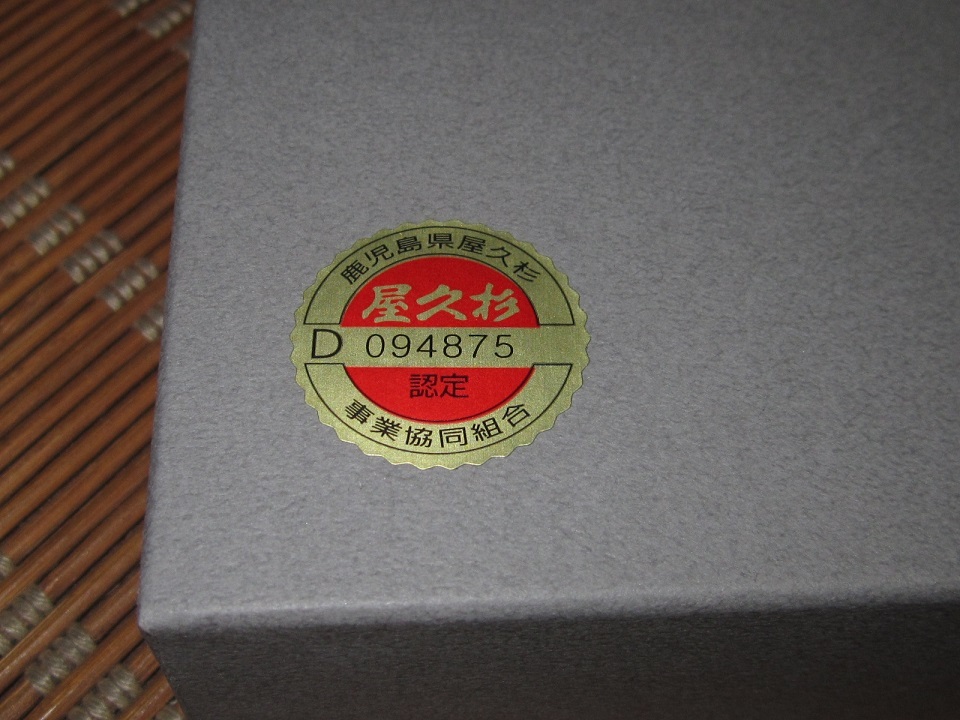 鹿児島県屋久杉
屋久杉
D 094875
認定
事業協同組合